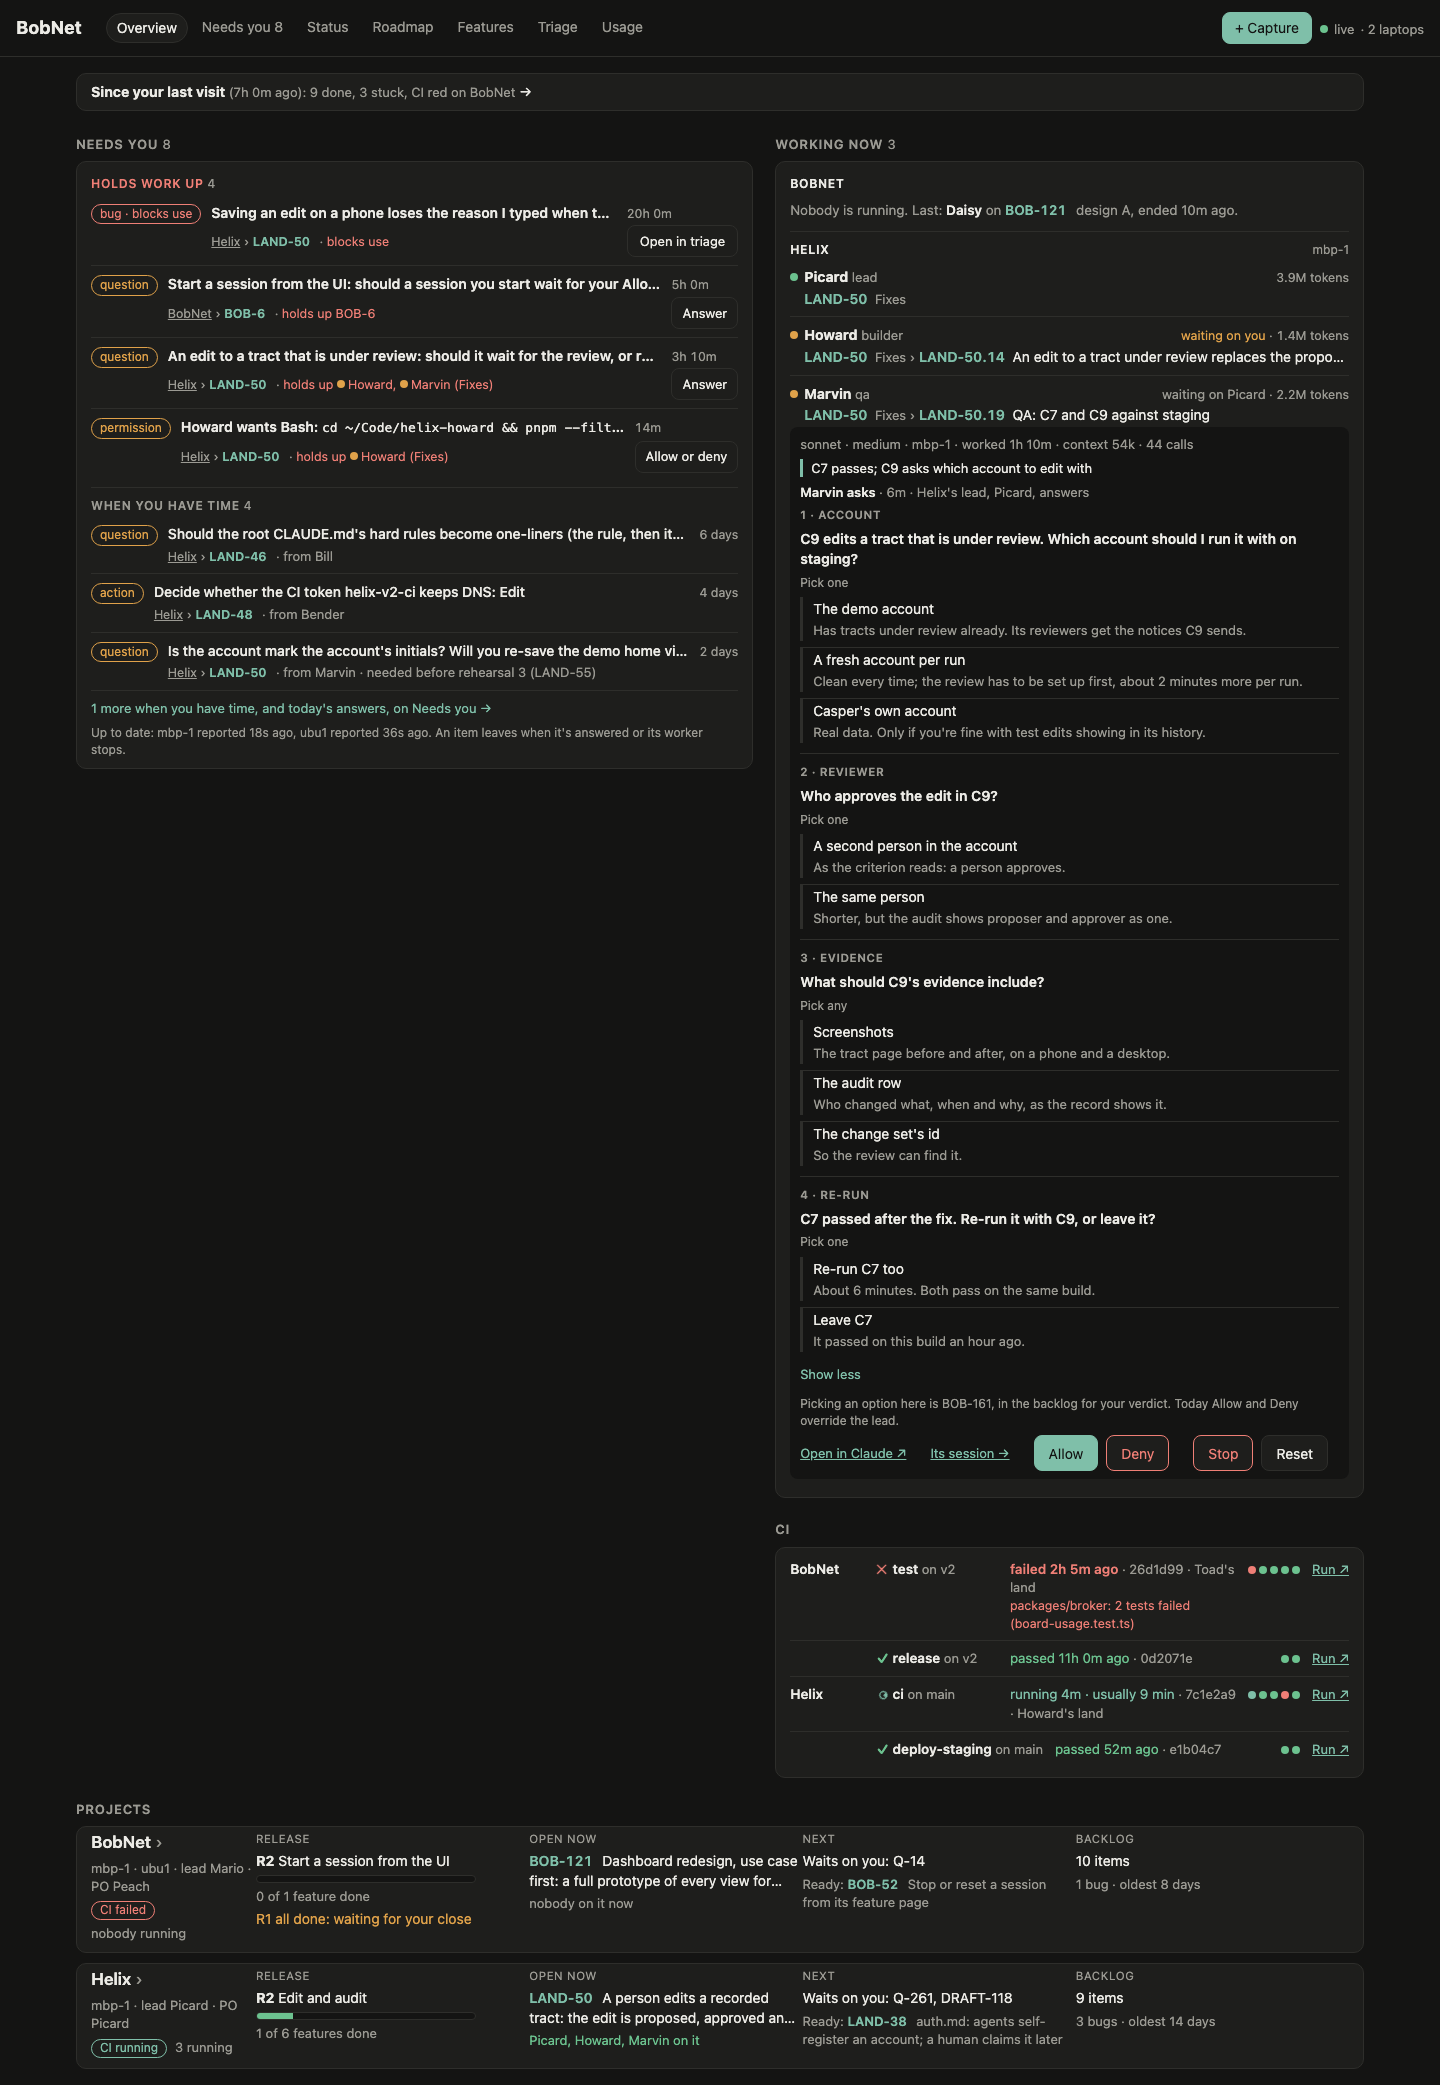 BobNet Overview Needs you 8 Status Roadmap Features Triage Usage + Capture live · 2 laptops
Since your last visit (7h 0m ago): 9 done, 3 stuck, CI red on BobNet →
NEEDS YOU 8
HOLDS WORK UP 4
bug · blocks use Saving an edit on a phone loses the reason I typed when t... 20h 0m
Helix › LAND-50 · blocks use Open in triage
question Start a session from the UI: should a session you start wait for your Allo... 5h 0m
BobNet › BOB-6 · holds up BOB-6 Answer
question An edit to a tract that is under review: should it wait for the review, or r... 3h 10m
Helix › LAND-50 · holds up Howard, Marvin (Fixes) Answer
permission Howard wants Bash: cd ~/Code/helix-howard && pnpm --filt... 14m
Helix › LAND-50 · holds up Howard (Fixes) Allow or deny
WHEN YOU HAVE TIME 4
question Should the root CLAUDE.md's hard rules become one-liners (the rule, then it... 6 days
Helix › LAND-46 · from Bill
action Decide whether the CI token helix-v2-ci keeps DNS: Edit 4 days
Helix › LAND-48 · from Bender
question Is the account mark the account's initials? Will you re-save the demo home vi... 2 days
Helix › LAND-50 · from Marvin · needed before rehearsal 3 (LAND-55)
1 more when you have time, and today's answers, on Needs you →
Up to date: mbp-1 reported 18s ago, ubu1 reported 36s ago. An item leaves when it's answered or its worker
stops.
WORKING NOW 3
BOBNET
Nobody is running. Last: Daisy on BOB-121 design A, ended 10m ago.
HELIX mbp-1
Picard lead 3.9M tokens
LAND-50 Fixes
Howard builder waiting on you · 1.4M tokens
LAND-50 Fixes › LAND-50.14 An edit to a tract under review replaces the propo...
Marvin qa waiting on Picard · 2.2M tokens
LAND-50 Fixes › LAND-50.19 QA: C7 and C9 against staging
sonnet · medium · mbp-1 · worked 1h 10m · context 54k · 44 calls
C7 passes; C9 asks which account to edit with
Marvin asks · 6m · Helix's lead, Picard, answers
1 · ACCOUNT
C9 edits a tract that is under review. Which account should I run it with on
staging?
Pick one
The demo account
Has tracts under review already. Its reviewers get the notices C9 sends.
A fresh account per run
Clean every time; the review has to be set up first, about 2 minutes more per run.
Casper's own account
Real data. Only if you're fine with test edits showing in its history.
2 · REVIEWER
Who approves the edit in C9?
Pick one
A second person in the account
As the criterion reads: a person approves.
The same person
Shorter, but the audit shows proposer and approver as one.
3 · EVIDENCE
What should C9's evidence include?
Pick any
Screenshots
The tract page before and after, on a phone and a desktop.
The audit row
Who changed what, when and why, as the record shows it.
The change set's id
So the review can find it.
4 · RE-RUN
C7 passed after the fix. Re-run it with C9, or leave it?
Pick one
Re-run C7 too
About 6 minutes. Both pass on the same build.
Leave C7
It passed on this build an hour ago.
Show less
Picking an option here is BOB-161, in the backlog for your verdict. Today Allow and Deny
override the lead.
Open in Claude ↗ Its session → Allow Deny Stop Reset
CI
BobNet ✕ test on v2 failed 2h 5m ago · 26d1d99 · Toad's Run ↗
land
packages/broker: 2 tests failed
(board-usage.test.ts)
✓ release on v2 passed 11h 0m ago · 0d2071e Run ↗
Helix ci on main running 4m · usually 9 min · 7c1e2a9 Run ↗
· Howard's land
✓ deploy-staging on main passed 52m ago · e1b04c7 Run ↗
PROJECTS
BobNet ›
mbp-1 · ubu1 · lead Mario ·
PO Peach
CI failed
nobody running
RELEASE
R2 Start a session from the UI
0 of 1 feature done
R1 all done: waiting for your close
OPEN NOW
BOB-121 Dashboard redesign, use case
first: a full prototype of every view for...
nobody on it now
NEXT
Waits on you: Q-14
Ready: BOB-52 Stop or reset a session
from its feature page
BACKLOG
10 items
1 bug · oldest 8 days
Helix ›
mbp-1 · lead Picard · PO
Picard
CI running 3 running
RELEASE
R2 Edit and audit
1 of 6 features done
OPEN NOW
LAND-50 A person edits a recorded
tract: the edit is proposed, approved an...
Picard, Howard, Marvin on it
NEXT
Waits on you: Q-261, DRAFT-118
Ready: LAND-38 auth.md: agents self-
register an account; a human claims it later
BACKLOG
9 items
3 bugs · oldest 14 days